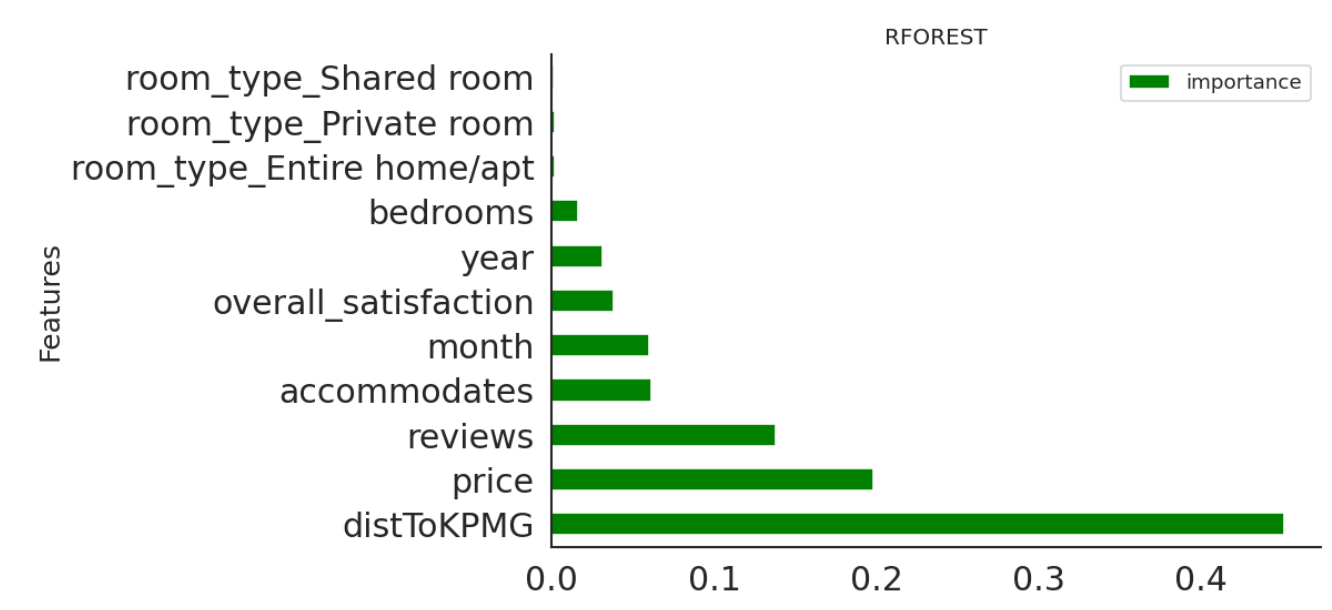 RFOREST
importance
Features
room_type_Shared room
room_type_Private room
room_type_Entire home/apt
bedrooms
year
overall_satisfaction
month
accommodates
reviews
price
distToKPMG
0.0 0.1 0.2 0.3 0.4